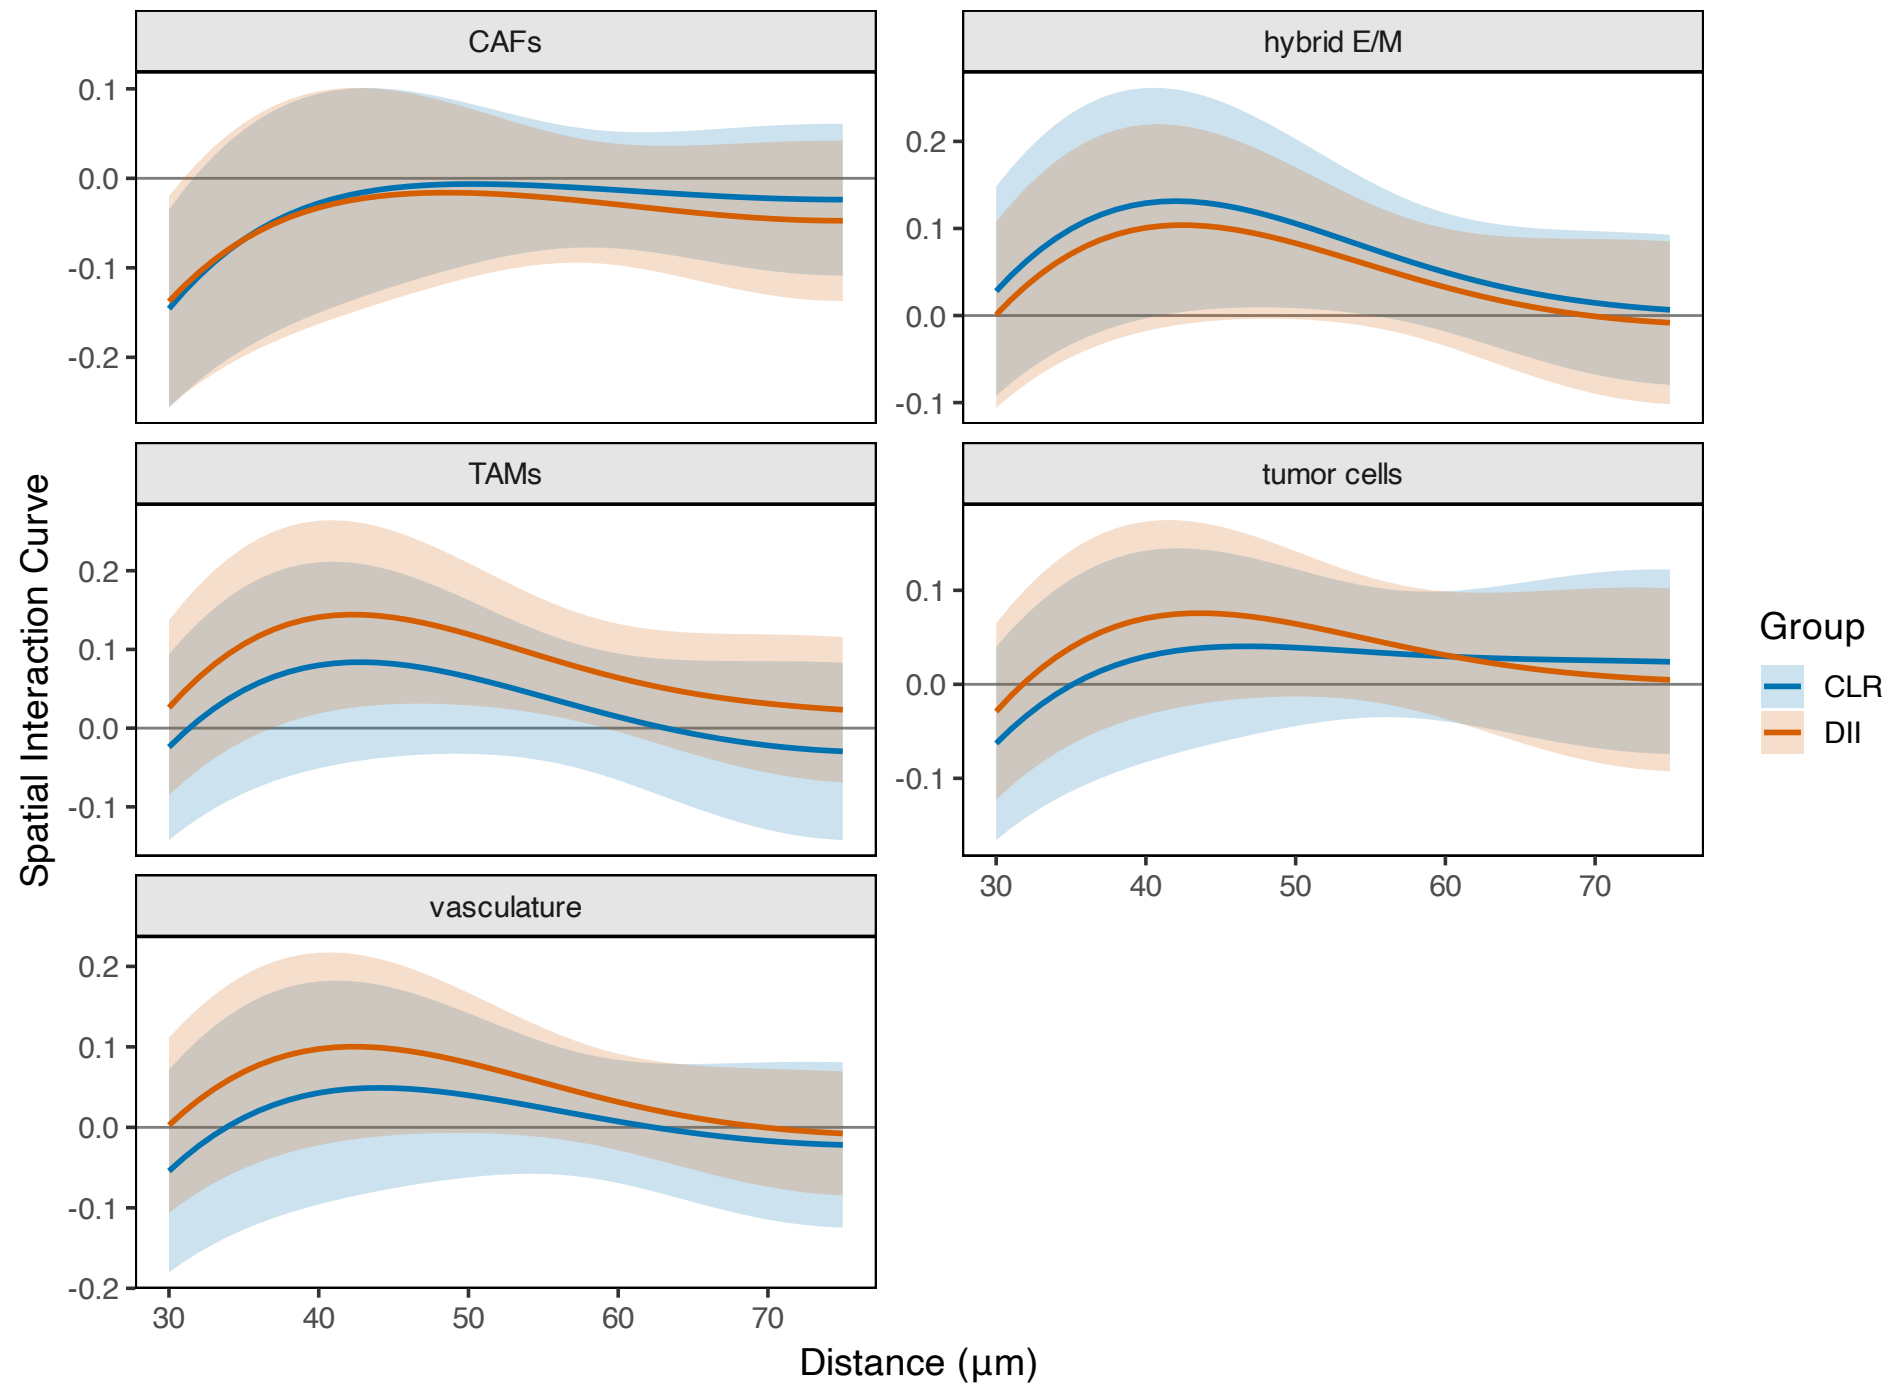 CAFs
0.1
0.0
-0.1
-0.2
hybrid E/M
0.2
0.1
0.0
-0.1
TAMs
0.2
0.1
0.0
-0.1
tumor cells
0.1
0.0
-0.1
30 40 50 60 70
vasculature
0.2
0.1
0.0
-0.1
-0.2
30 40 50 60 70
Distance (μm)
Spatial Interaction Curve
Group
CLR
DII